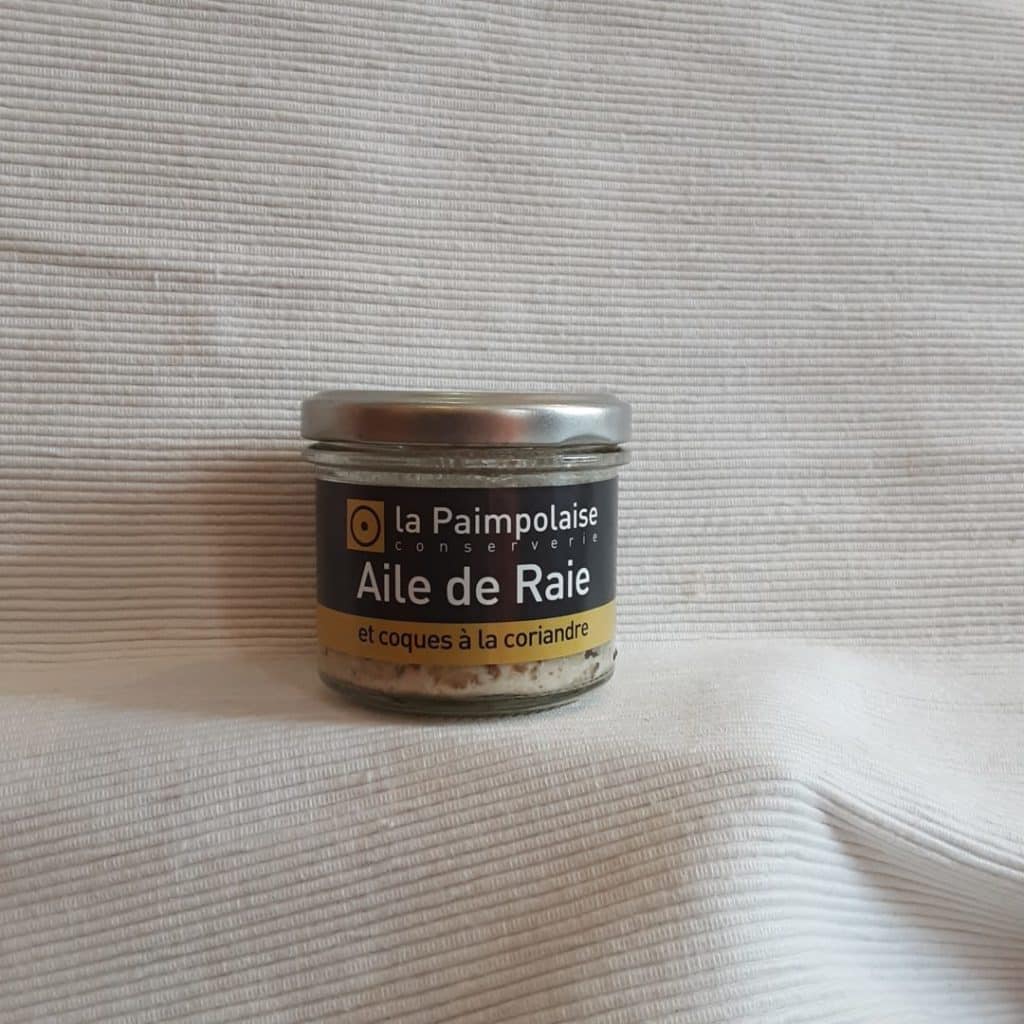 la Paimpolaise
conserverie
Aile de Raie
et coques à la coriandre